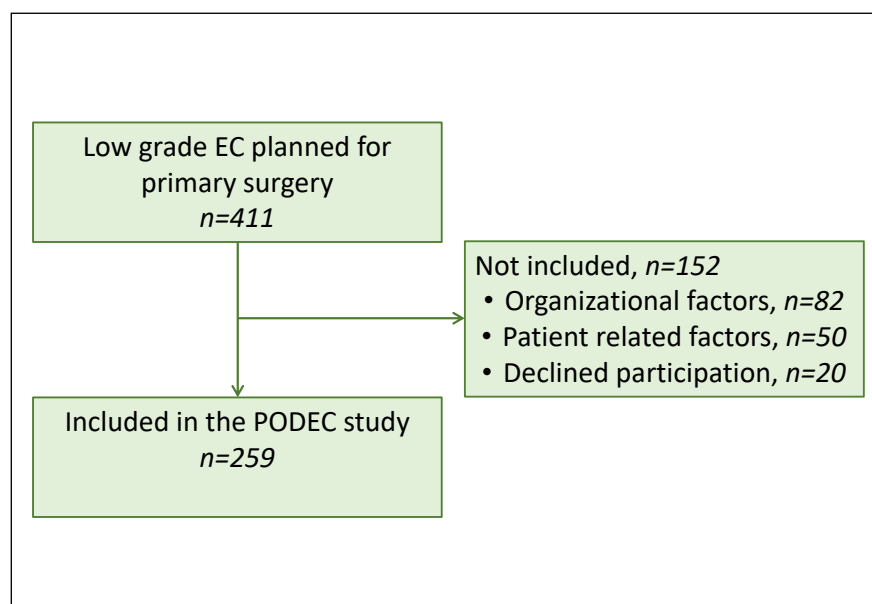 Low grade EC planned for
primary surgery
n=411
Not included, n=152
• Organizational factors, n=82
• Patient related factors, n=50
• Declined participation, n=20
Included in the PODEC study
n=259